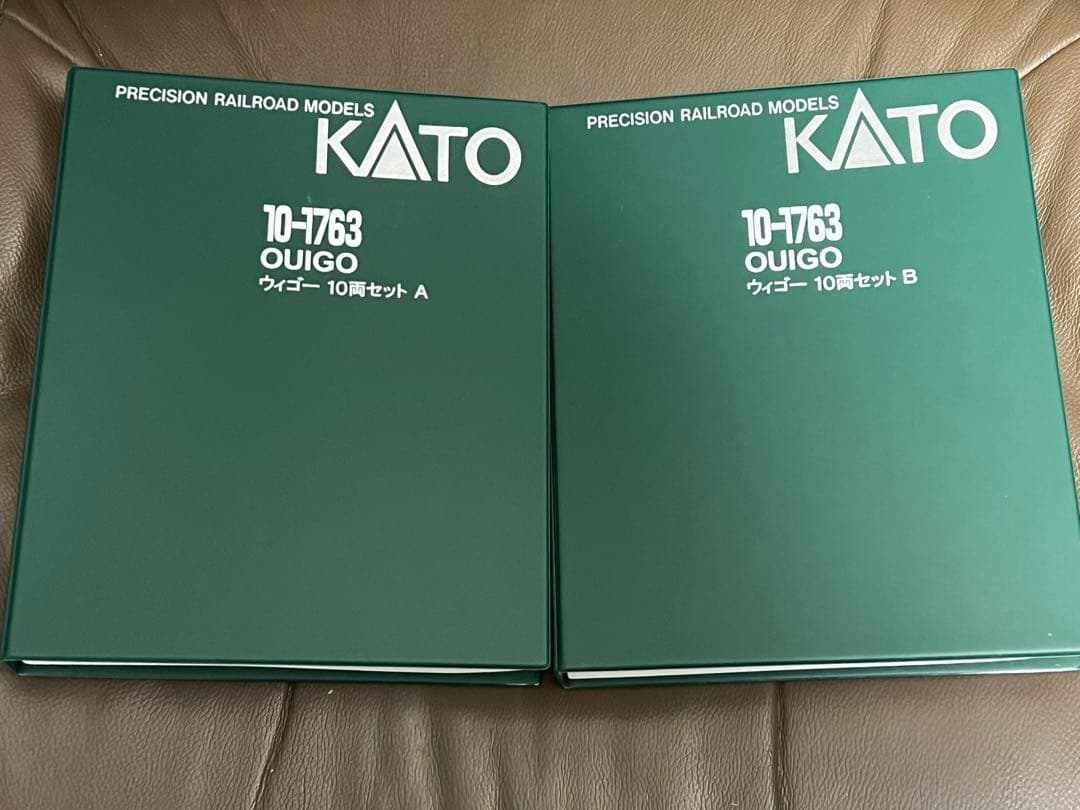 PRECISION RAILROAD MODELS
KATO
10-1763
OUIGO
ウィゴー 10両セット A
PRECISION RAILROAD MODELS
KATO
10-1763
OUIGO
ウィゴー 10両セット B